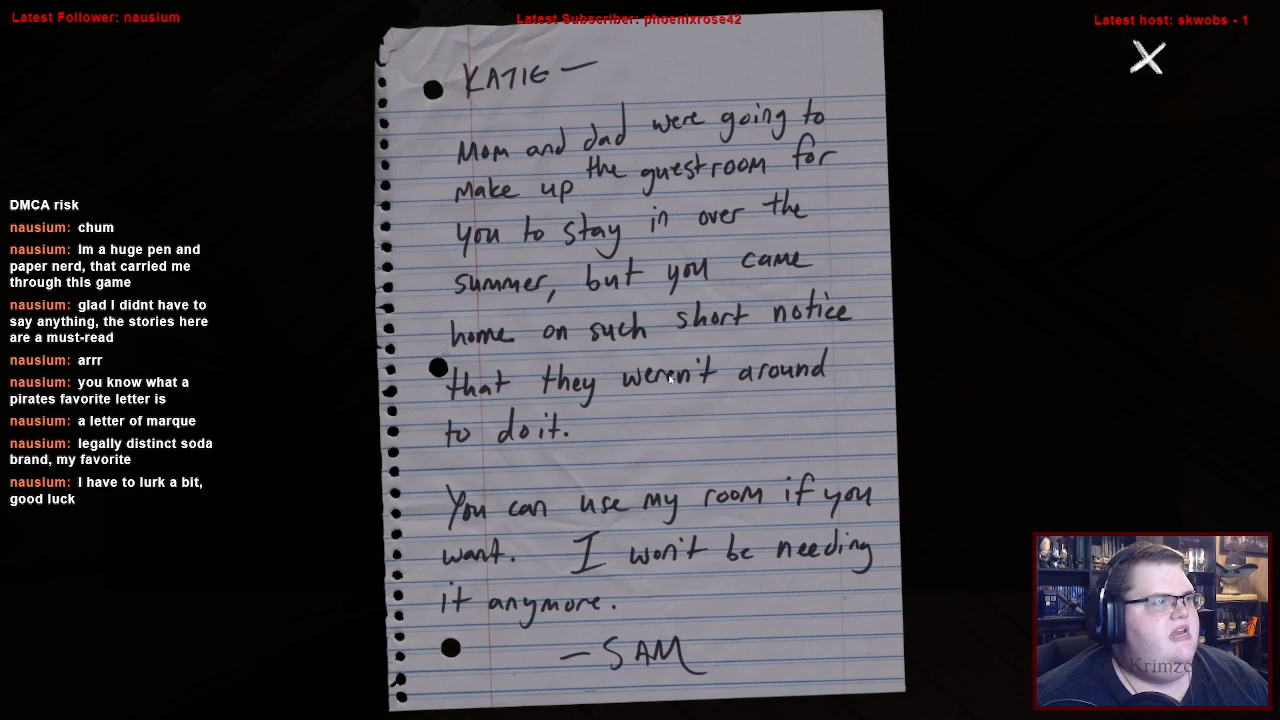 Latest Follower: nausium
Latest Subscriber: phoenixrose42
Latest host: skwobs - 1
KATIE —
Mom and dad were going to
make up the guestroom for
you to stay in over the
summer, but you came
home on such short notice
that they weren't around
to do it.
You can use my room if you
want. I won't be needing
it anymore.
— SAM
DMCA risk
nausium: chum
nausium: Im a huge pen and
paper nerd, that carried me
through this game
nausium: glad I didnt have to
say anything, the stories here
are a must-read
nausium: arrr
nausium: you know what a
pirates favorite letter is
nausium: a letter of marque
nausium: legally distinct soda
brand, my favorite
nausium: I have to lurk a bit,
good luck